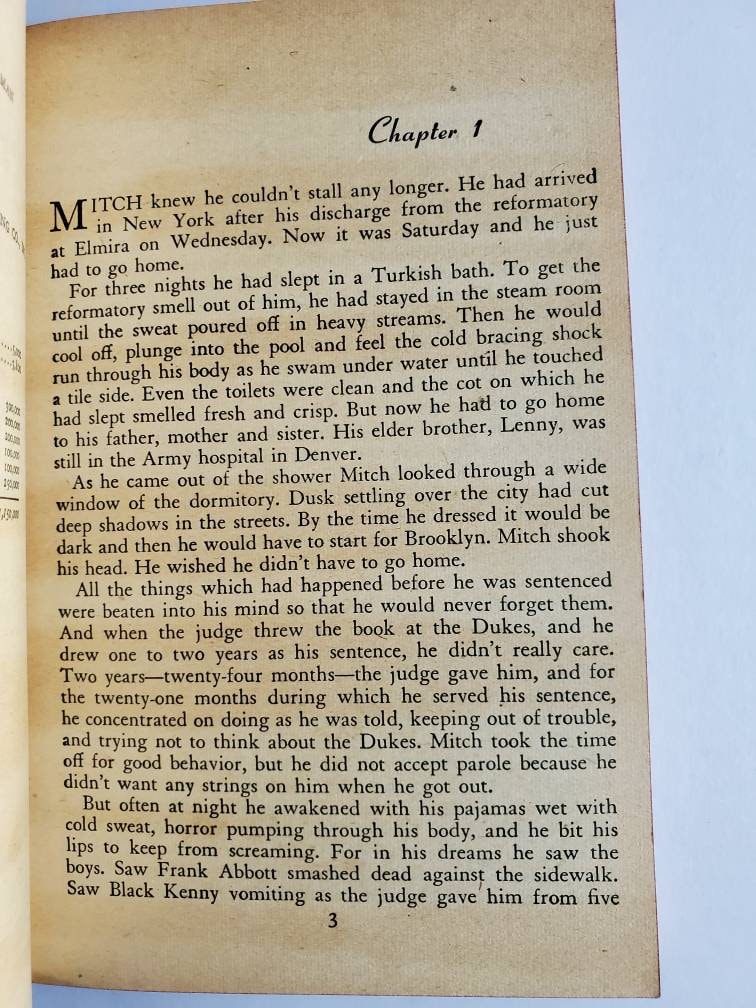 Chapter 1
MITCH knew he couldn't stall any longer. He had arrived
in New York after his discharge from the reformatory
at Elmira on Wednesday. Now it was Saturday and he just
had to go home.
For three nights he had slept in a Turkish bath. To get the
reformatory smell out of him, he had stayed in the steam room
until the sweat poured off in heavy streams. Then he would
cool off, plunge into the pool and feel the cold bracing shock
run through his body as he swam under water until he touched
a tile side. Even the toilets were clean and the cot on which he
had slept smelled fresh and crisp. But now he had to go home
to his father, mother and sister. His elder brother, Lenny, was
still in the Army hospital in Denver.
As he came out of the shower Mitch looked through a wide
window of the dormitory. Dusk settling over the city had cut
deep shadows in the streets. By the time he dressed it would be
dark and then he would have to start for Brooklyn. Mitch shook
his head. He wished he didn't have to go home.
All the things which had happened before he was sentenced
were beaten into his mind so that he would never forget them.
And when the judge threw the book at the Dukes, and he
drew one to two years as his sentence, he didn't really care.
Two years—twenty-four months—the judge gave him, and for
the twenty-one months during which he served his sentence,
he concentrated on doing as he was told, keeping out of trouble,
and trying not to think about the Dukes. Mitch took the time
off for good behavior, but he did not accept parole because he
didn't want any strings on him when he got out.
But often at night he awakened with his pajamas wet with
cold sweat, horror pumping through his body, and he bit his
lips to keep from screaming. For in his dreams he saw the
boys. Saw Frank Abbott smashed dead against the sidewalk.
Saw Black Kenny vomiting as the judge gave him from five
3